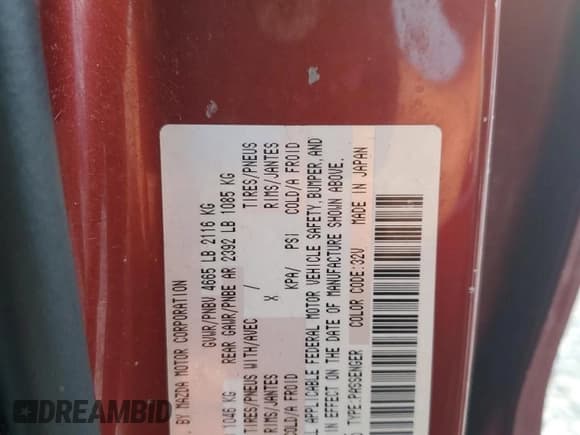 . BY MAZDA MOTOR CORPORATION
GVWR/PNBV 4665 LB 2116 KG
1046 KG REAR GAWR/PNBE AR 2392 LB 1085 KG
TIRES/PNEUS WITH/AVEC / TIRES/PNEUS
RIMS/JANTES X RIMS/JANTES
COLD/A FROID KPA/ PSI COLD/A FROID
L APPLICABLE FEDERAL MOTOR VEHICLE SAFETY, BUMPER, AND
IN EFFECT ON THE DATE OF MANUFACTURE SHOWN ABOVE.
TYPE:PASSENGER COLOR CODE:32V MADE IN JAPAN
DREAMBID